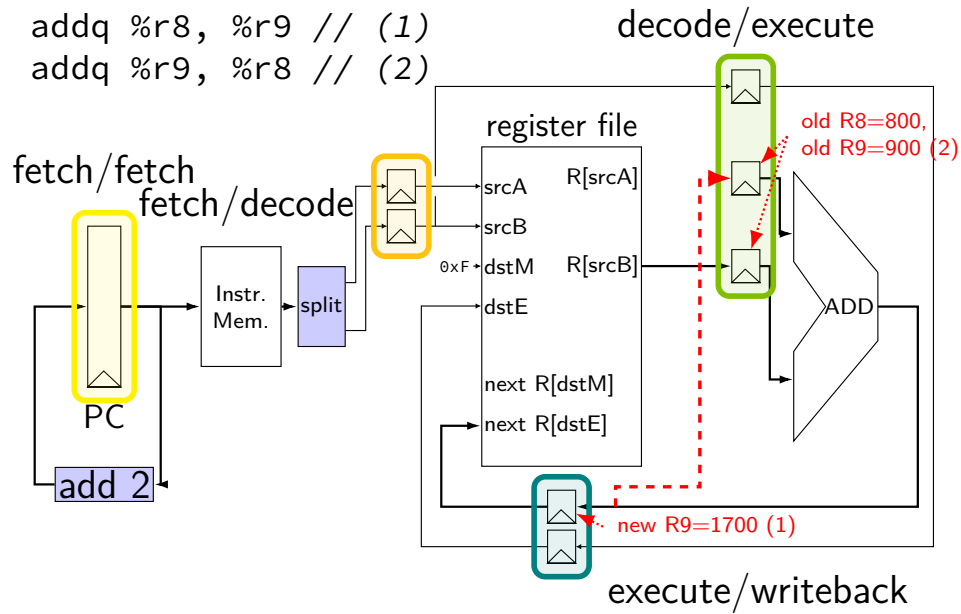 addq %r8, %r9 // (1)
addq %r9, %r8 // (2)
decode/execute
register file
old R8=800,
old R9=900 (2)
fetch/fetch
fetch/decode
srcA
R[srcA]
srcB
0xF
dstM
R[srcB]
Instr.
Mem.
split
dstE
ADD
next R[dstM]
PC
next R[dstE]
add 2
new R9=1700 (1)
execute/writeback